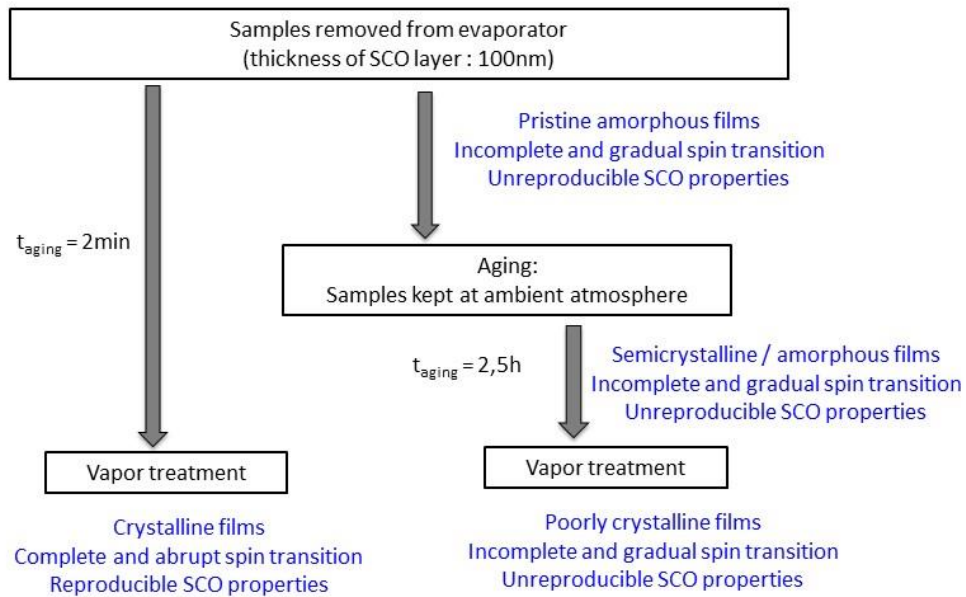 Samples removed from evaporator
(thickness of SCO layer : 100nm)
Pristine amorphous films
Incomplete and gradual spin transition
Unreproducible SCO properties
t_aging = 2min
Aging:
Samples kept at ambient atmosphere
t_aging = 2,5h
Semicrystalline / amorphous films
Incomplete and gradual spin transition
Unreproducible SCO properties
Vapor treatment
Crystalline films
Complete and abrupt spin transition
Reproducible SCO properties
Vapor treatment
Poorly crystalline films
Incomplete and gradual spin transition
Unreproducible SCO properties